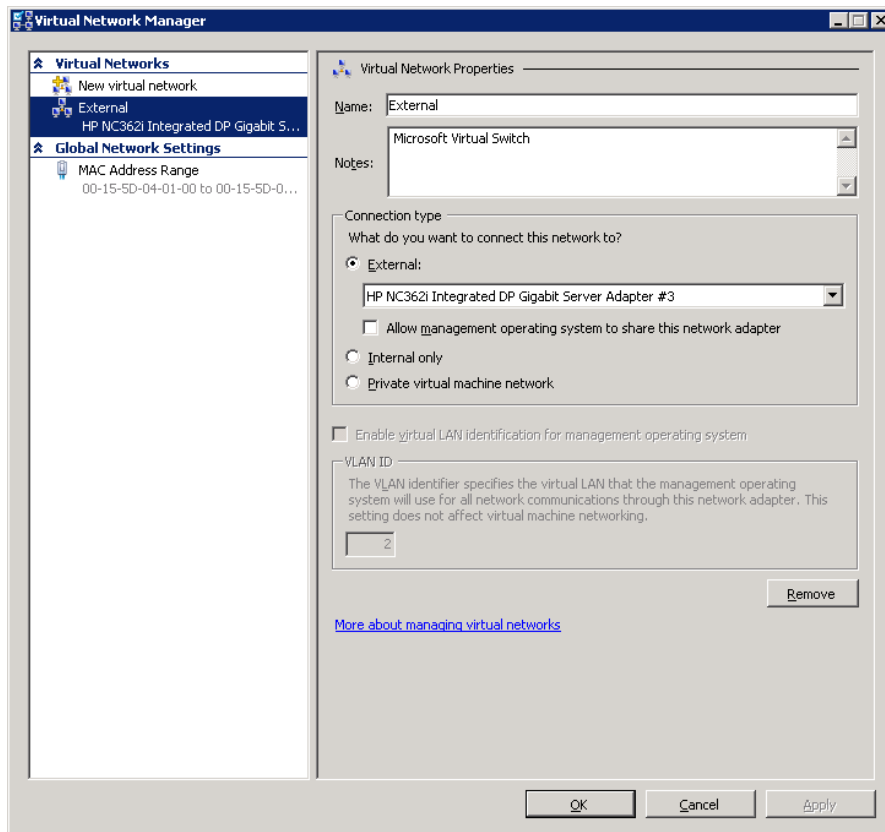 Virtual Network Manager
Virtual Networks
New virtual network
External
HP NC362i Integrated DP Gigabit S...
Global Network Settings
MAC Address Range
00-15-5D-04-01-00 to 00-15-5D-0...
Virtual Network Properties
Name: External
Notes: Microsoft Virtual Switch
Connection type
What do you want to connect this network to?
External:
HP NC362i Integrated DP Gigabit Server Adapter #3
Allow management operating system to share this network adapter
Internal only
Private virtual machine network
Enable virtual LAN identification for management operating system
VLAN ID
The VLAN identifier specifies the virtual LAN that the management operating
system will use for all network communications through this network adapter. This
setting does not affect virtual machine networking.
2
Remove
More about managing virtual networks
OK Cancel Apply